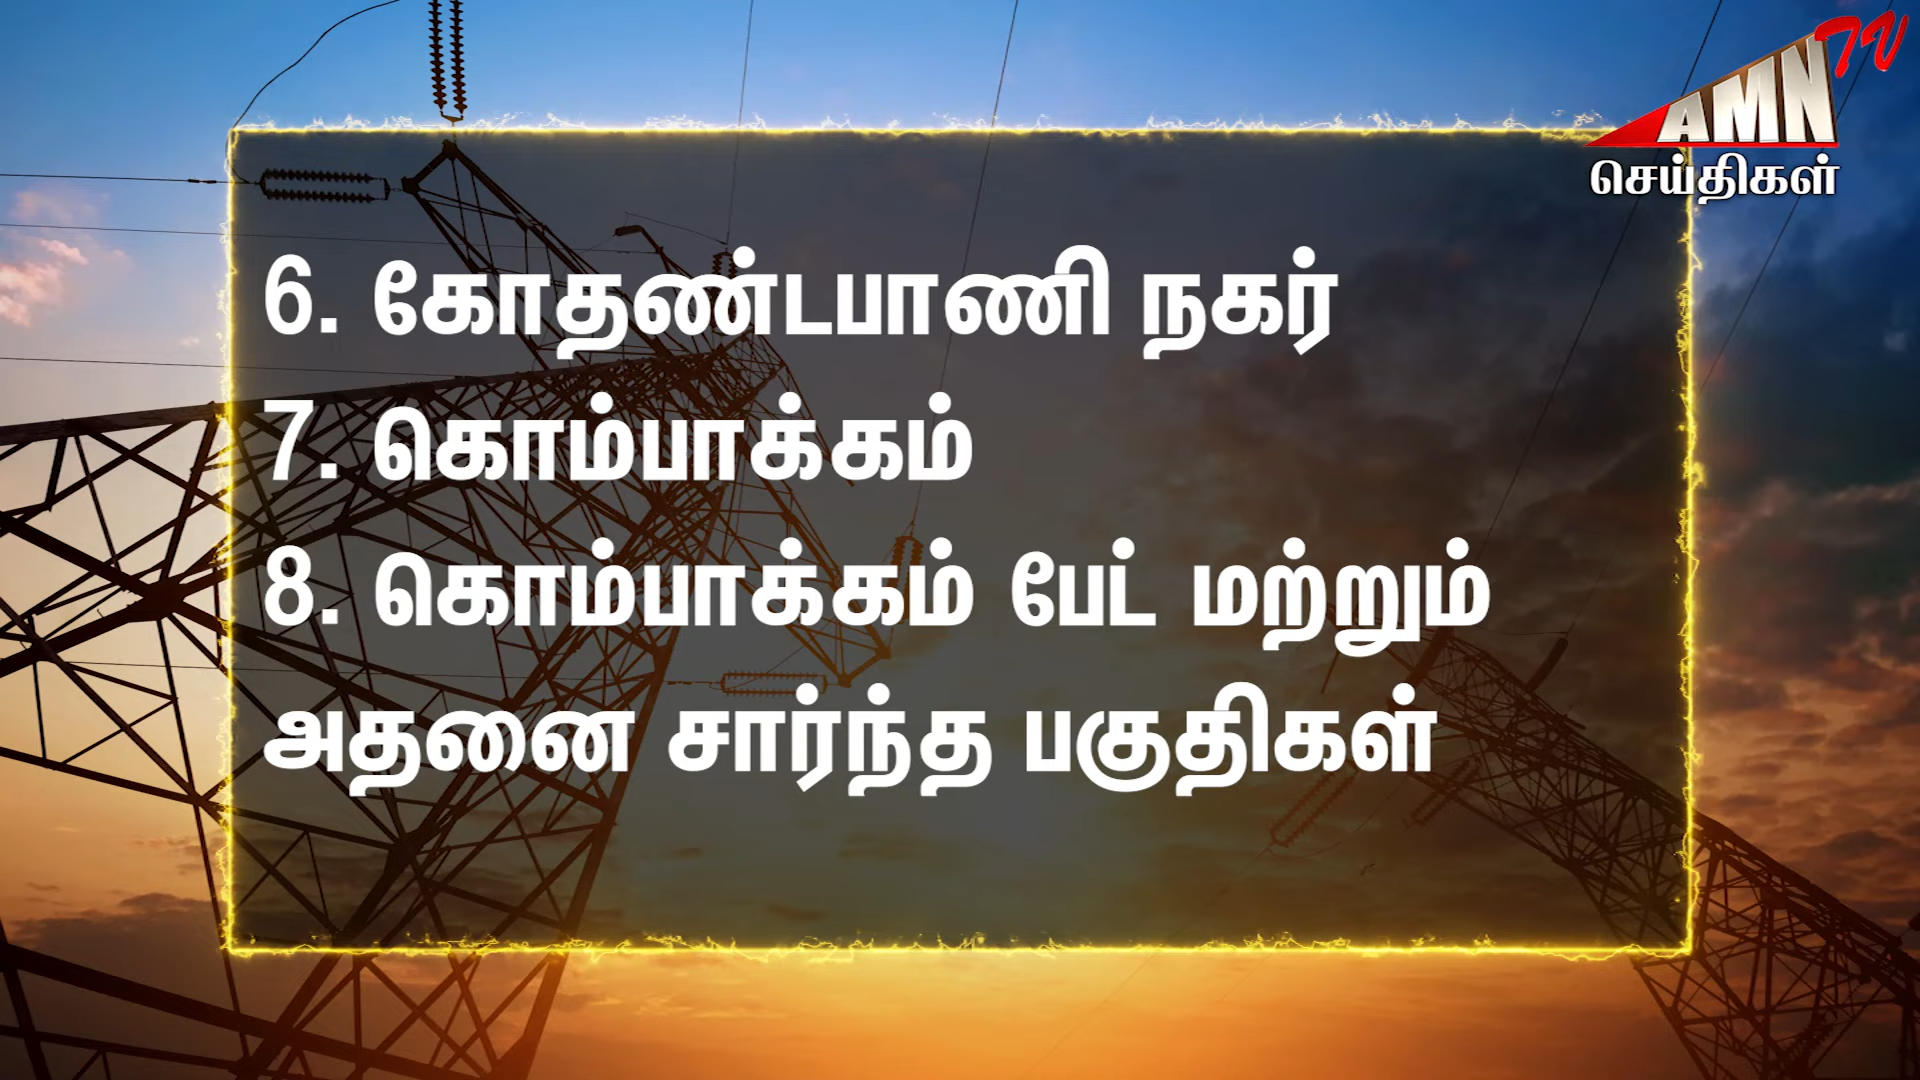 AMN TV
செய்திகள்
6. கோதண்டபாணி நகர்
7. கொம்பாக்கம்
8. கொம்பாக்கம் பேட் மற்றும்
அதனை சார்ந்த பகுதிகள்